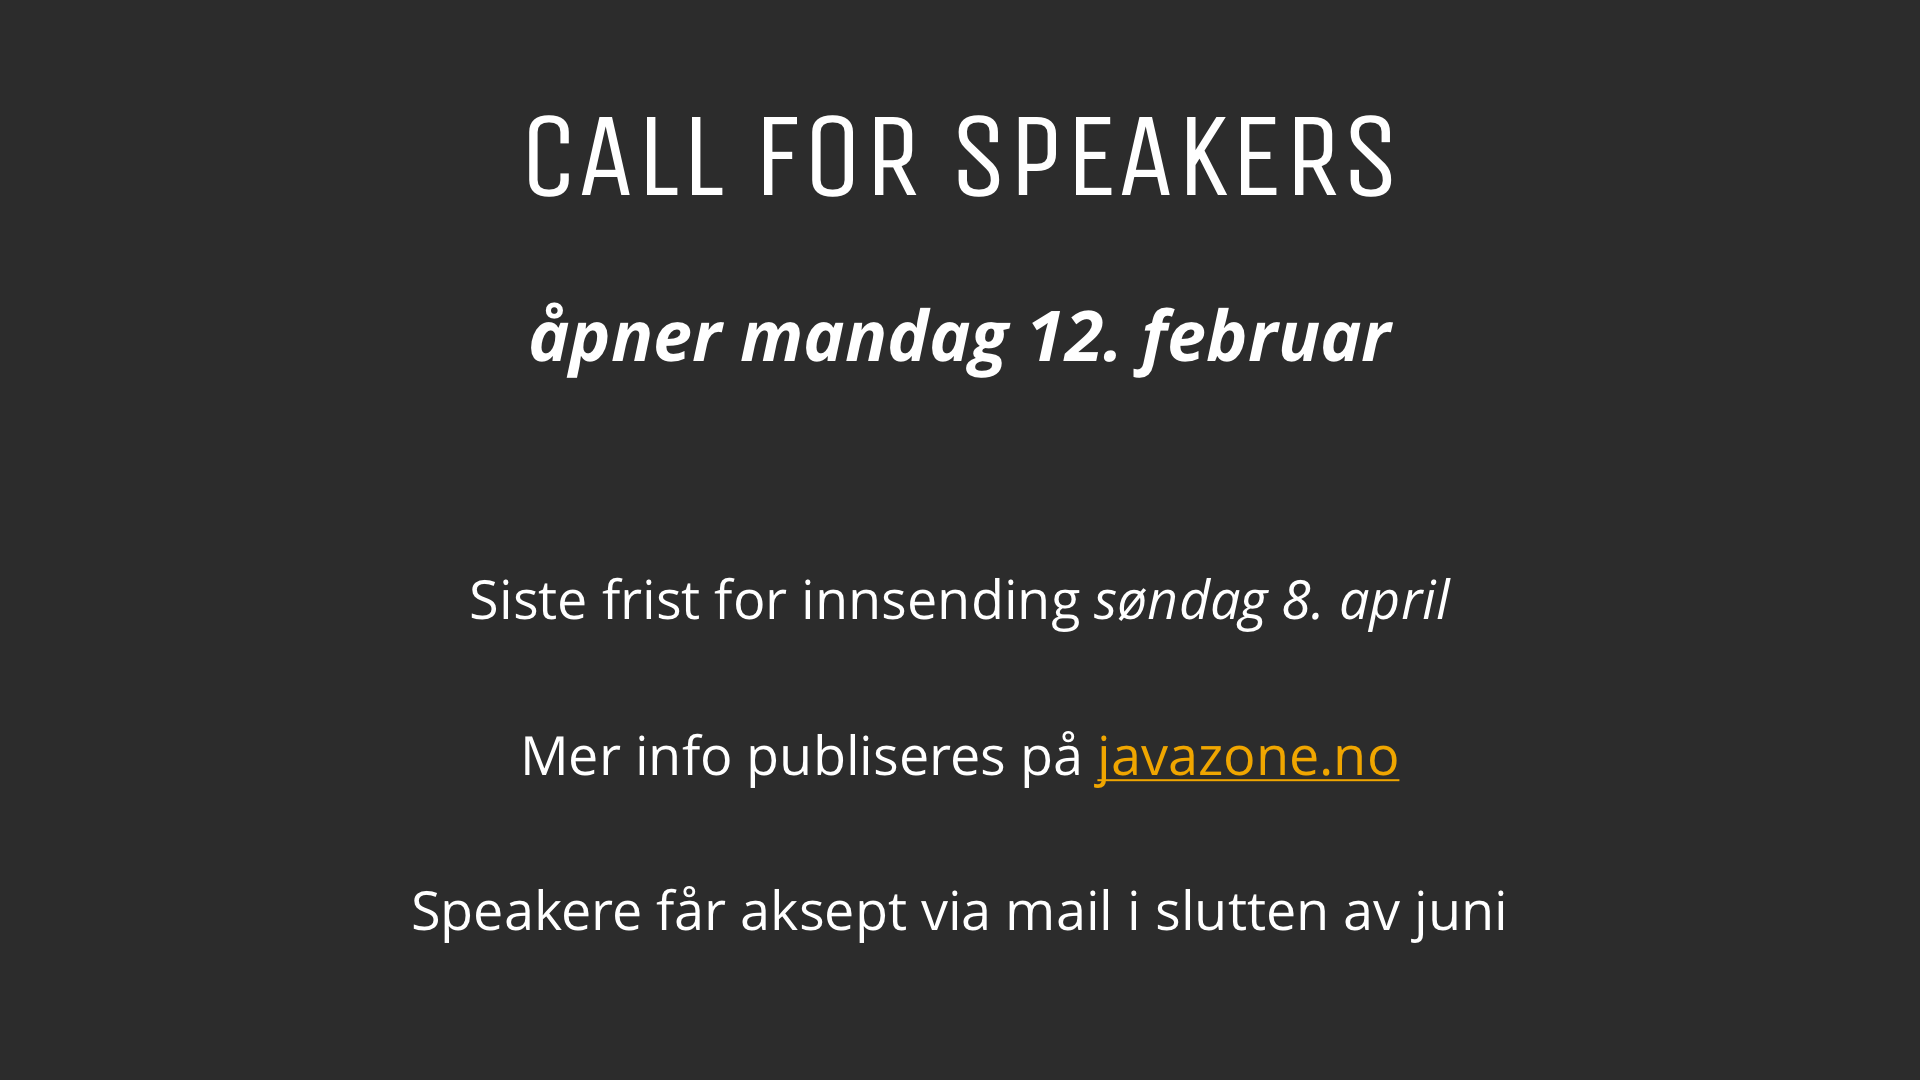 CALL FOR SPEAKERS
åpner mandag 12. februar
Siste frist for innsending søndag 8. april
Mer info publiseres på javazone.no
Speakere får aksept via mail i slutten av juni